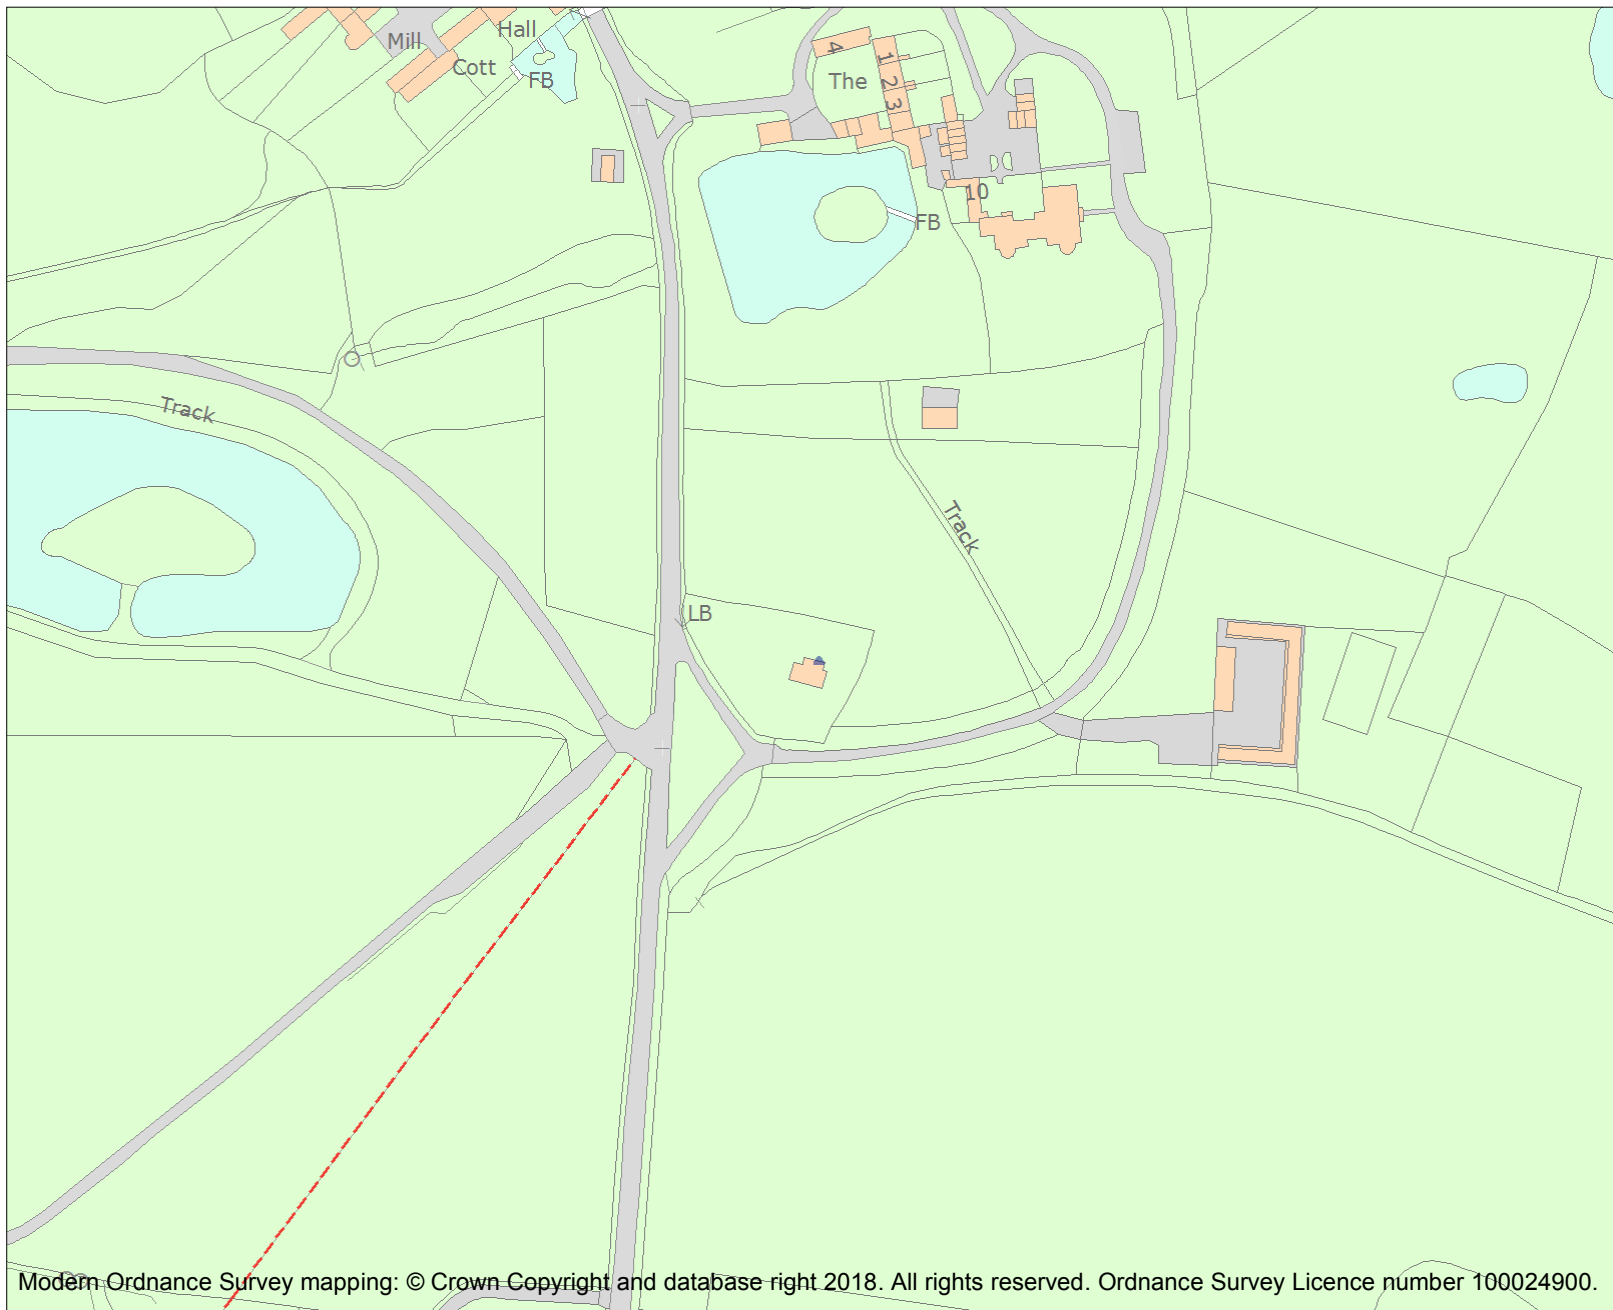 Hall
Mill
Cott
FB
4
1
The
2
3
10
FB
Track
Track
LB
Modern Ordnance Survey mapping: © Crown Copyright and database right 2018. All rights reserved. Ordnance Survey Licence number 100024900.